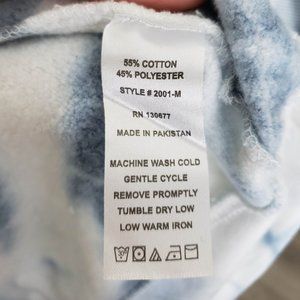 55% COTTON
45% POLYESTER
STYLE # 2001-M
RN 130677
MADE IN PAKISTAN
MACHINE WASH COLD
GENTLE CYCLE
REMOVE PROMPTLY
TUMBLE DRY LOW
LOW WARM IRON